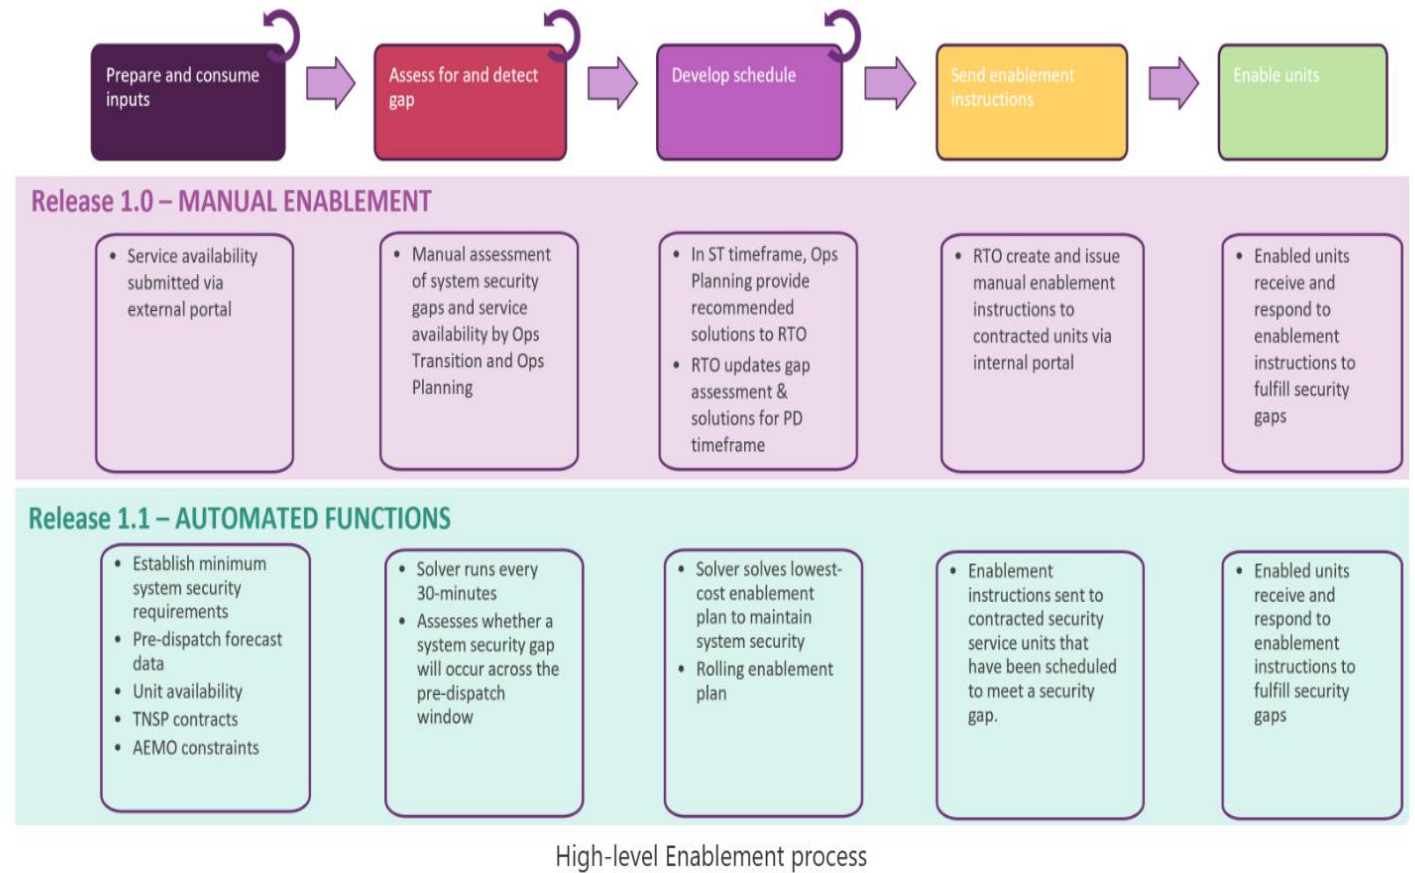 Prepare and consume
inputs
Assess for and detect
gap
Develop schedule
Send enablement
instructions
Enable units
Release 1.0 – MANUAL ENABLEMENT
• Service availability
submitted via
external portal
• Manual assessment
of system security
gaps and service
availability by Ops
Transition and Ops
Planning
• In ST timeframe, Ops
Planning provide
recommended
solutions to RTO
• RTO updates gap
assessment &
solutions for PD
timeframe
• RTO create and issue
manual enablement
instructions to
contracted units via
internal portal
• Enabled units
receive and
respond to
enablement
instructions to
fulfill security
gaps
Release 1.1 – AUTOMATED FUNCTIONS
• Establish minimum
system security
requirements
• Pre-dispatch forecast
data
• Unit availability
• TNSP contracts
• AEMO constraints
• Solver runs every
30-minutes
• Assesses whether a
system security gap
will occur across the
pre-dispatch
window
• Solver solves lowest-
cost enablement
plan to maintain
system security
• Rolling enablement
plan
• Enablement
instructions sent to
contracted security
service units that
have been scheduled
to meet a security
gap.
• Enabled units
receive and
respond to
enablement
instructions to
fulfill security
gaps
High-level Enablement process